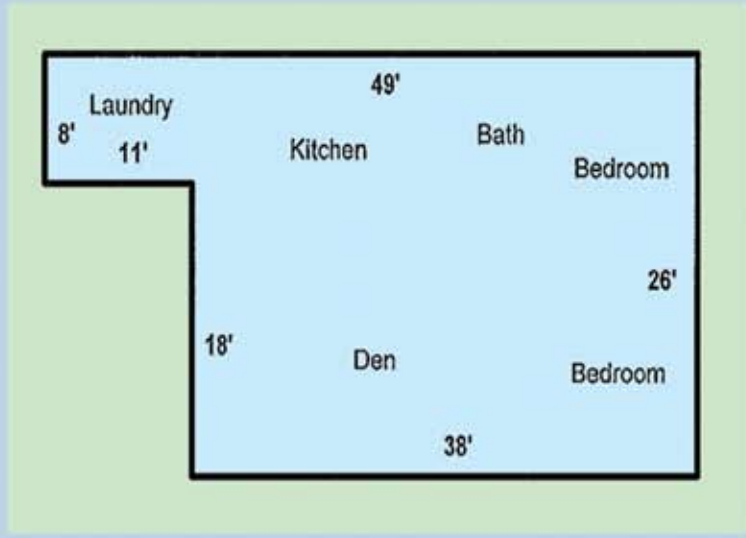 49'
Laundry
8'
11'
Kitchen
Bath
Bedroom
26'
18'
Den
Bedroom
38'